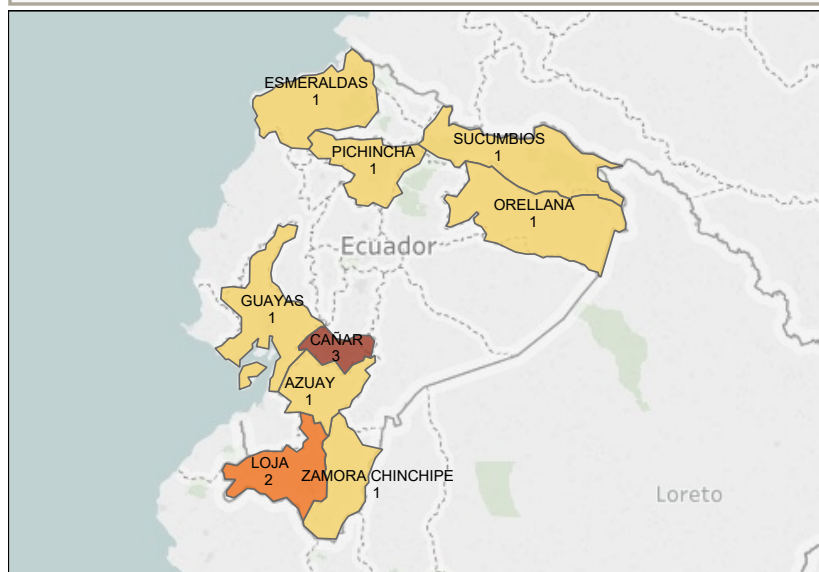 ESMERALDAS
1
PICHINCHA
1
SUCUMBIOS
1
ORELLANA
1
Ecuador
GUAYAS
1
CAÑAR
3
AZUAY
1
LOJA
2
ZAMORA CHINCHIPE
1
Loreto